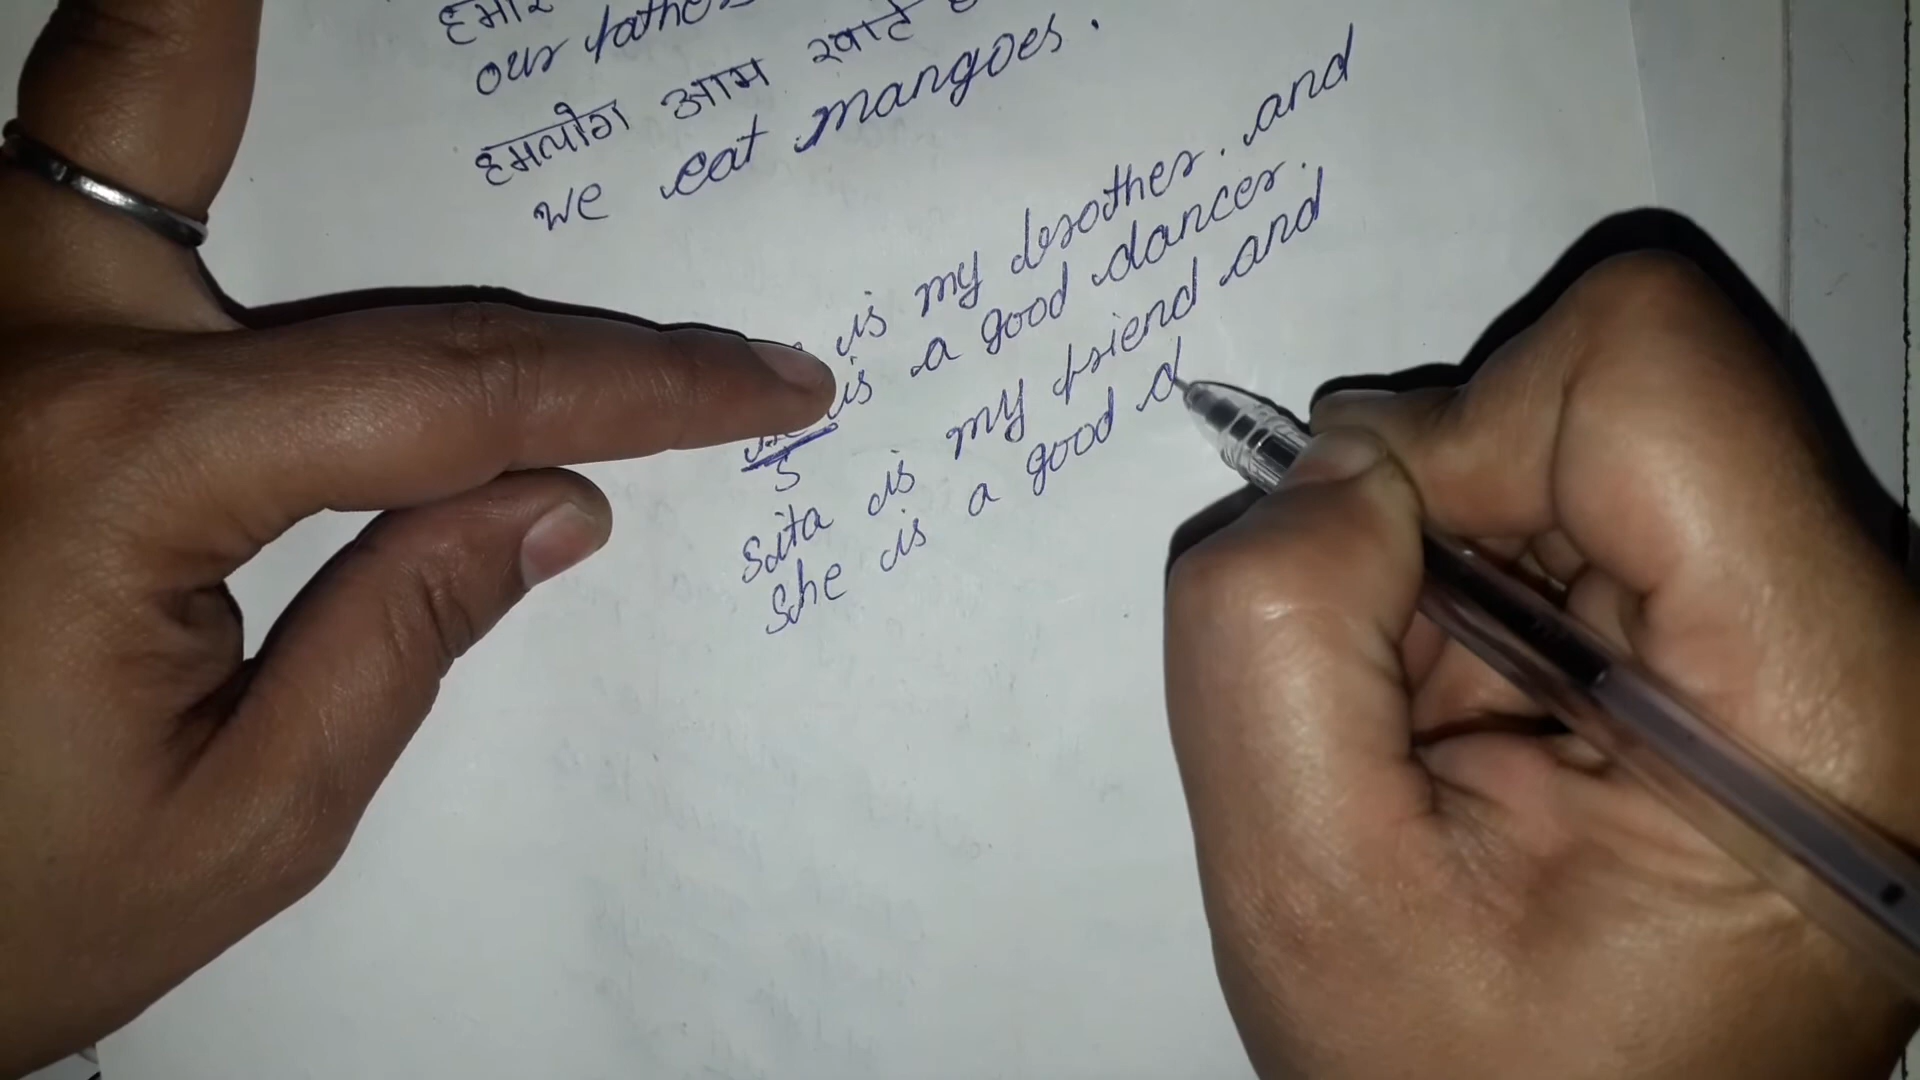 हमारे
our father
हमलोग आम खाते
we eat mangoes.
is my brother. and
is a good dancer.
S
Sita is my friend and
She is a good d